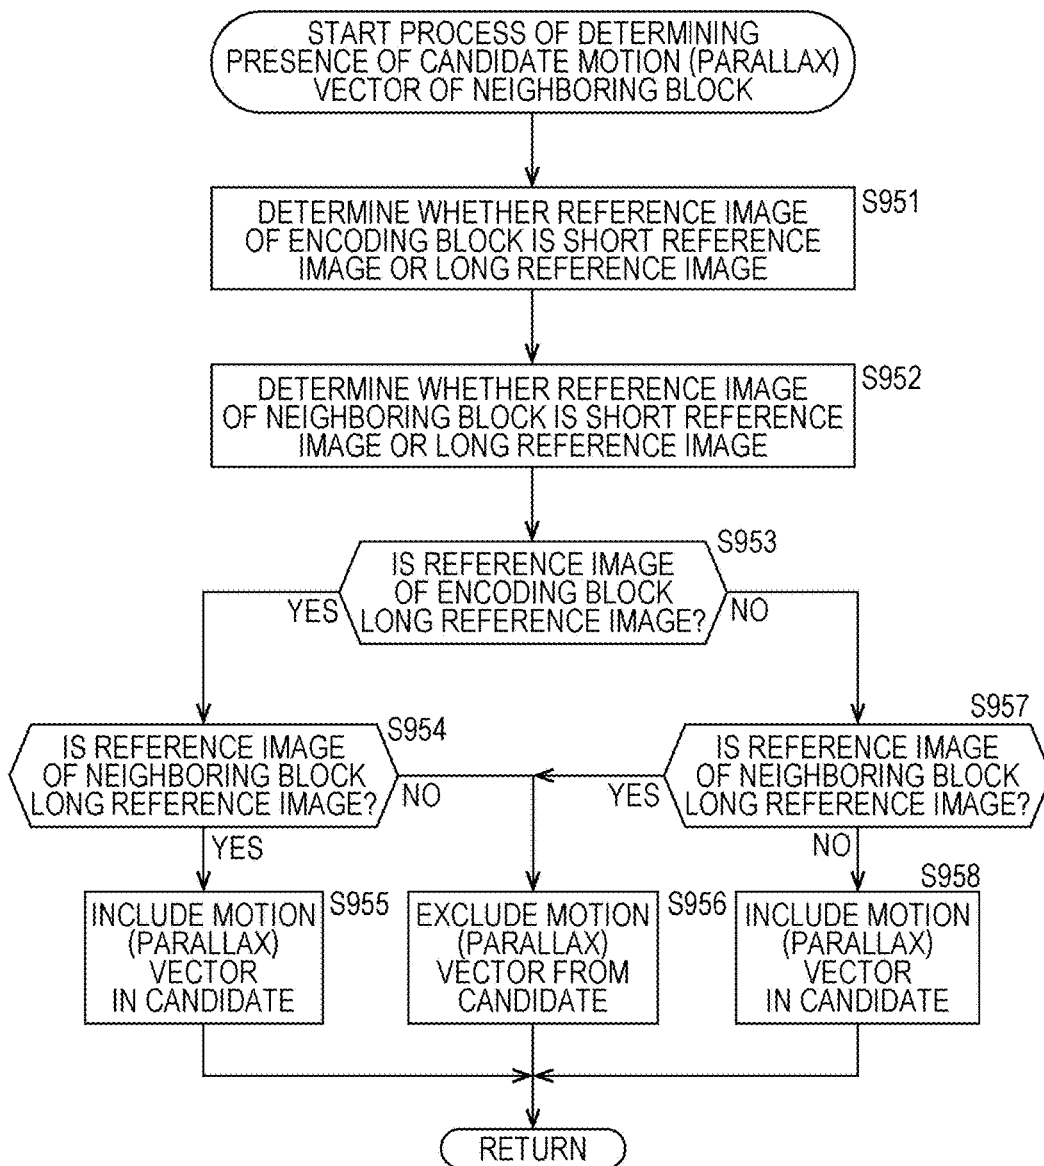 START PROCESS OF DETERMINING
PRESENCE OF CANDIDATE MOTION (PARALLAX)
VECTOR OF NEIGHBORING BLOCK
S951
DETERMINE WHETHER REFERENCE IMAGE
OF ENCODING BLOCK IS SHORT REFERENCE
IMAGE OR LONG REFERENCE IMAGE
S952
DETERMINE WHETHER REFERENCE IMAGE
OF NEIGHBORING BLOCK IS SHORT REFERENCE
IMAGE OR LONG REFERENCE IMAGE
S953
IS REFERENCE IMAGE
OF ENCODING BLOCK
LONG REFERENCE IMAGE?
YES
NO
S954
IS REFERENCE IMAGE
OF NEIGHBORING BLOCK
LONG REFERENCE IMAGE?
NO
YES
S957
IS REFERENCE IMAGE
OF NEIGHBORING BLOCK
LONG REFERENCE IMAGE?
YES
NO
S955
INCLUDE MOTION
(PARALLAX)
VECTOR
IN CANDIDATE
S956
EXCLUDE MOTION
(PARALLAX)
VECTOR FROM
CANDIDATE
S958
INCLUDE MOTION
(PARALLAX)
VECTOR
IN CANDIDATE
RETURN